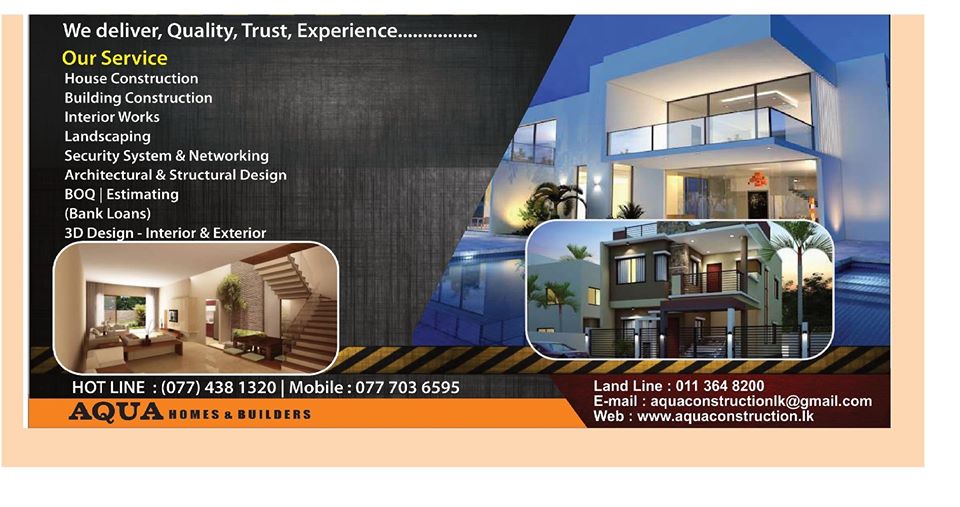 We deliver, Quality, Trust, Experience................
Our Service
House Construction
Building Construction
Interior Works
Landscaping
Security System & Networking
Architectural & Structural Design
BOQ | Estimating
(Bank Loans)
3D Design - Interior & Exterior
HOT LINE : (077) 438 1320 | Mobile : 077 703 6595
AQUA HOMES & BUILDERS
Land Line : 011 364 8200
E-mail : aquaconstructionlk@gmail.com
Web : www.aquaconstruction.lk